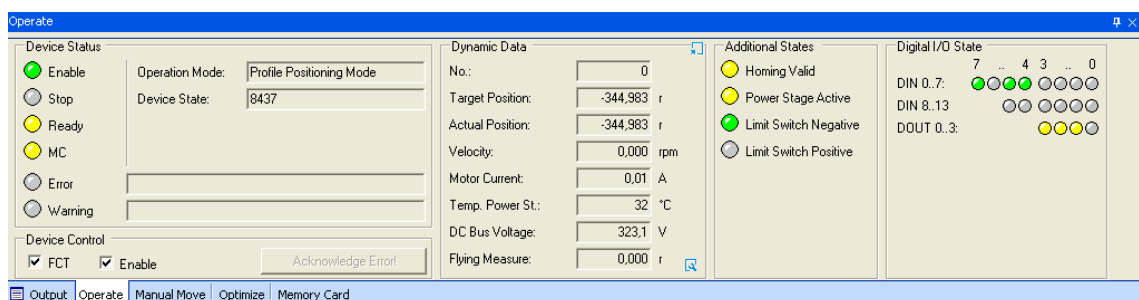 Operate
Device Status
Enable
Operation Mode: Profile Positioning Mode
Stop
Device State: 8437
Ready
MC
Error
Warning
Device Control
FCT Enable Acknowledge Error!
Dynamic Data
No.: 0
Target Position: -344,983 r
Actual Position: -344,983 r
Velocity: 0,000 rpm
Motor Current: 0,01 A
Temp. Power St.: 32 °C
DC Bus Voltage: 323,1 V
Flying Measure: 0,000 r
Additional States
Homing Valid
Power Stage Active
Limit Switch Negative
Limit Switch Positive
Digital I/O State
7 .. 4 3 .. 0
DIN 0..7:
DIN 8..13
DOUT 0..3:
Output Operate Manual Move Optimize Memory Card